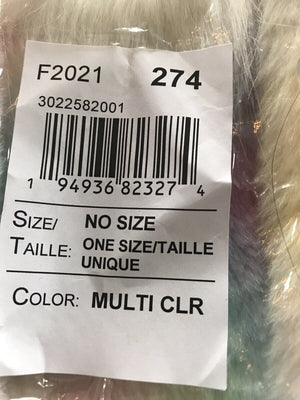 F2021 274
3022582001
1 94936 82327 4
SIZE/ NO SIZE
TAILLE: ONE SIZE/TAILLE
UNIQUE
COLOR: MULTI CLR